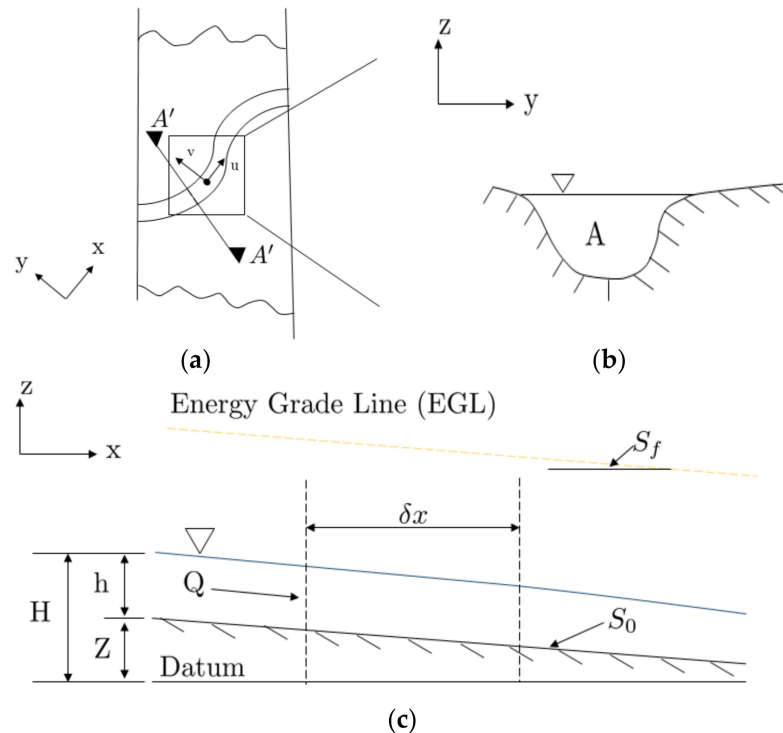 A′
v
u
A′
y
x
(a)
z
y
A
(b)
z
x
Energy Grade Line (EGL)
S_f
δx
h
Q
H
Z
S_0
Datum
(c)